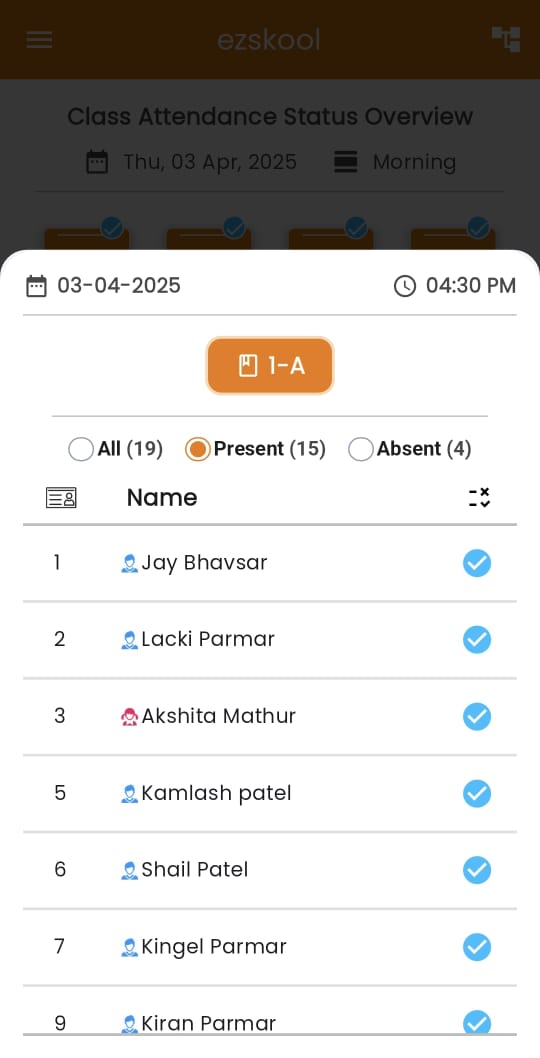 ezskool
Class Attendance Status Overview
Thu, 03 Apr, 2025 Morning
03-04-2025 04:30 PM
1-A
All (19) Present (15) Absent (4)
Name
1 Jay Bhavsar
2 Lacki Parmar
3 Akshita Mathur
5 Kamlash patel
6 Shail Patel
7 Kingel Parmar
9 Kiran Parmar